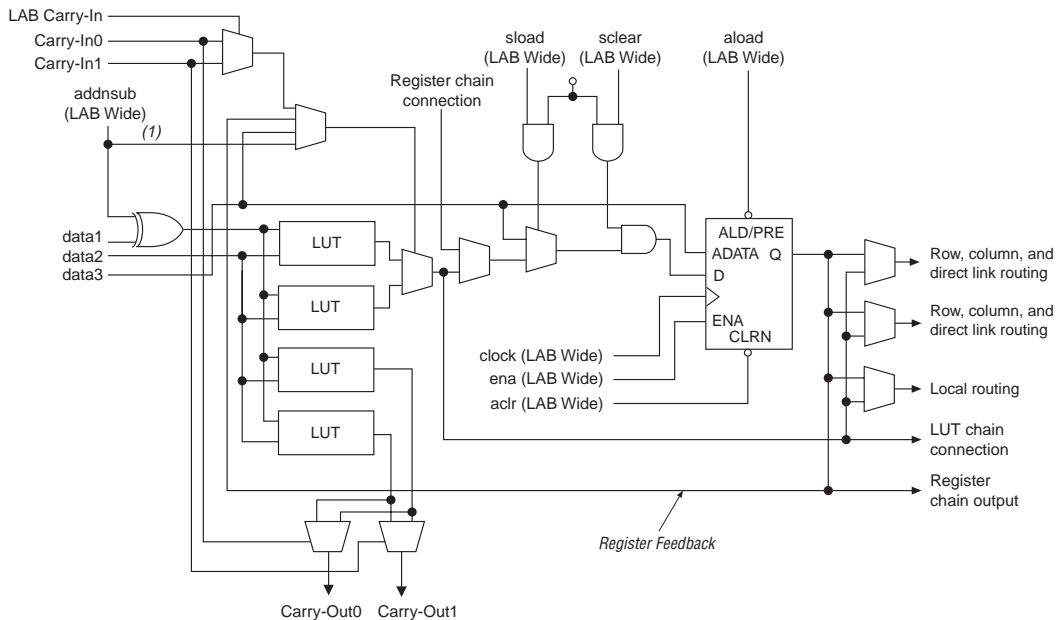 LAB Carry-In
Carry-In0
Carry-In1
addnsub
(LAB Wide)
(1)
data1
data2
data3
Register chain
connection
sload
(LAB Wide)
sclear
(LAB Wide)
aload
(LAB Wide)
LUT
LUT
LUT
LUT
ALD/PRE
ADATA
Q
D
ENA
CLRN
clock (LAB Wide)
ena (LAB Wide)
aclr (LAB Wide)
Row, column, and
direct link routing
Row, column, and
direct link routing
Local routing
LUT chain
connection
Register
chain output
Register Feedback
Carry-Out0
Carry-Out1